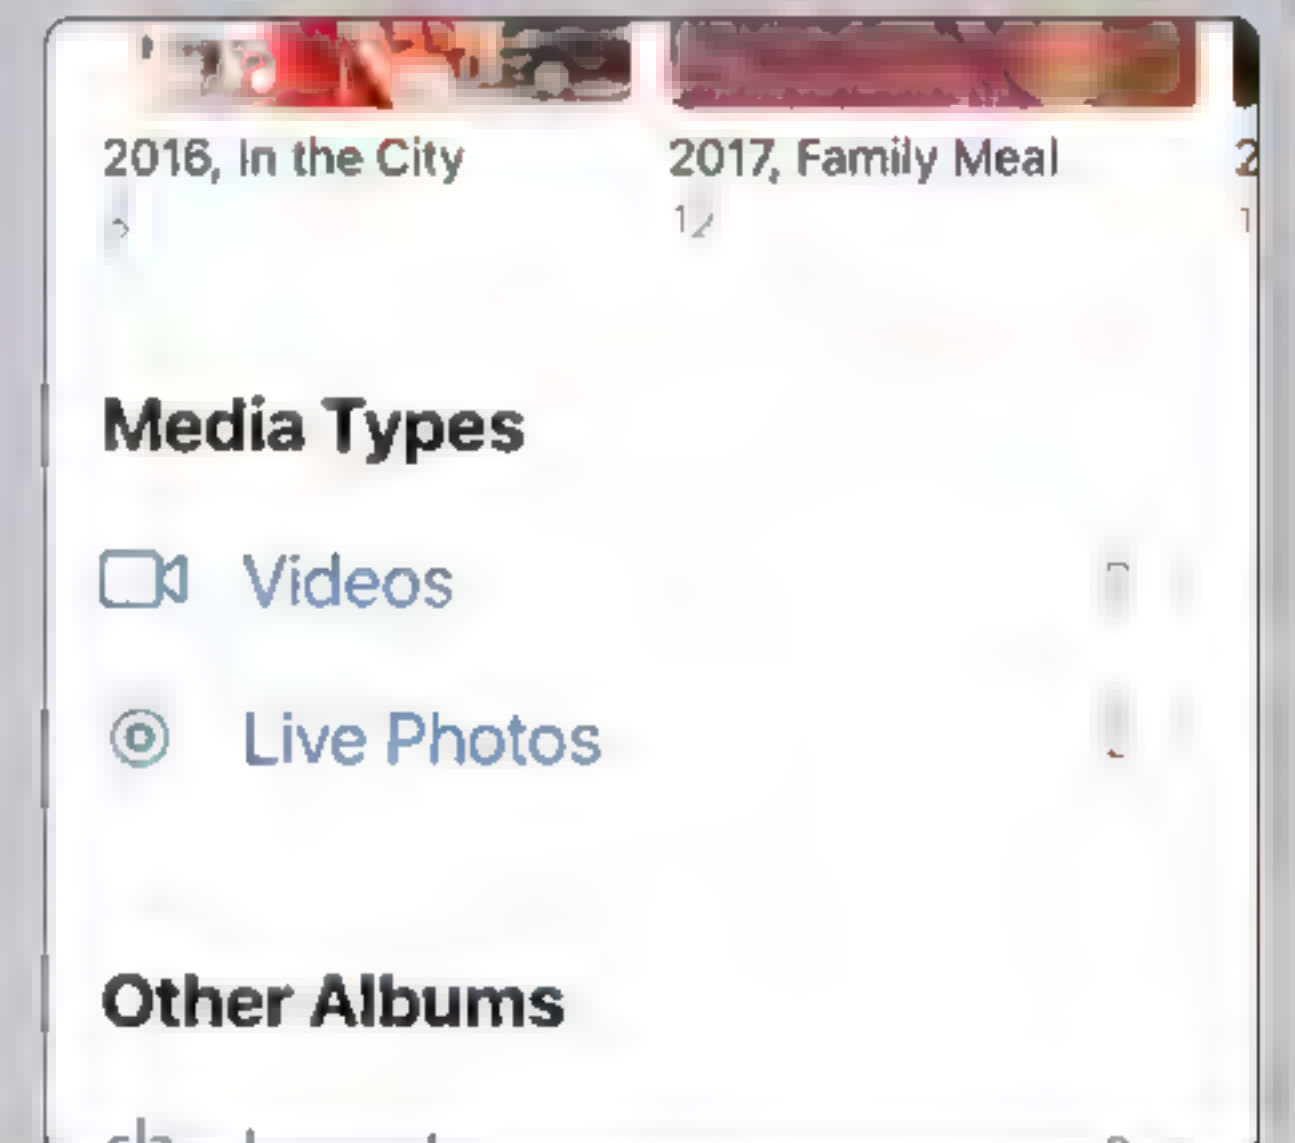 2016, In the City
2017, Family Meal
Media Types
Videos
Live Photos
Other Albums